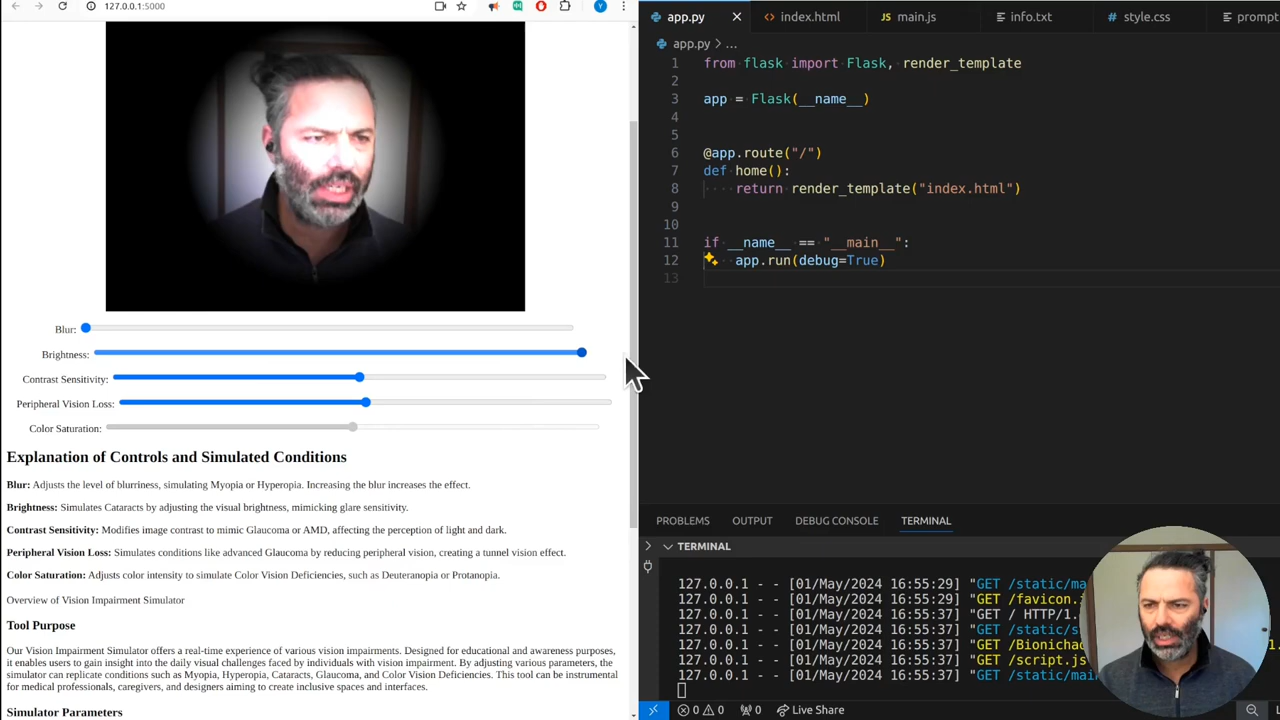 127.0.0.1:5000
Y
Blur:
Brightness:
Contrast Sensitivity:
Peripheral Vision Loss:
Color Saturation:
Explanation of Controls and Simulated Conditions
Blur: Adjusts the level of blurriness, simulating Myopia or Hyperopia. Increasing the blur increases the effect.
Brightness: Simulates Cataracts by adjusting the visual brightness, mimicking glare sensitivity.
Contrast Sensitivity: Modifies image contrast to mimic Glaucoma or AMD, affecting the perception of light and dark.
Peripheral Vision Loss: Simulates conditions like advanced Glaucoma by reducing peripheral vision, creating a tunnel vision effect.
Color Saturation: Adjusts color intensity to simulate Color Vision Deficiencies, such as Deuteranopia or Protanopia.
Overview of Vision Impairment Simulator
Tool Purpose
Our Vision Impairment Simulator offers a real-time experience of various vision impairments. Designed for educational and awareness purposes,
it enables users to gain insight into the daily visual challenges faced by individuals with vision impairment. By adjusting various parameters, the
simulator can replicate conditions such as Myopia, Hyperopia, Cataracts, Glaucoma, and Color Vision Deficiencies. This tool can be instrumental
for medical professionals, caregivers, and designers aiming to create inclusive spaces and interfaces.
Simulator Parameters
app.py index.html main.js info.txt style.css prompt
app.py > ...
1 from flask import Flask, render_template
2
3 app = Flask(__name__)
4
5
6 @app.route("/")
7 def home():
8 return render_template("index.html")
9
10
11 if __name__ == "__main__":
12 app.run(debug=True)
13
PROBLEMS OUTPUT DEBUG CONSOLE TERMINAL
TERMINAL
127.0.0.1 - - [01/May/2024 16:55:29] "GET /static/ma
127.0.0.1 - - [01/May/2024 16:55:29] "GET /favicon.i
127.0.0.1 - - [01/May/2024 16:55:37] "GET / HTTP/1.
127.0.0.1 - - [01/May/2024 16:55:37] "GET /static/s
127.0.0.1 - - [01/May/2024 16:55:37] "GET /Bionicha 1.
127.0.0.1 - - [01/May/2024 16:55:37] "GET /script.js
127.0.0.1 - - [01/May/2024 16:55:37] "GET /static/mai
0 0 0 Live Share